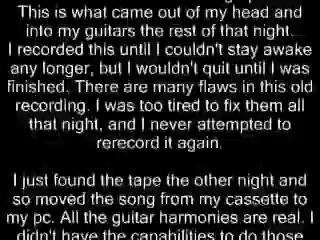 This is what came out of my head and
into my guitars the rest of that night.
I recorded this until I couldn't stay awake
any longer, but I wouldn't quit until I was
finished. There are many flaws in this old
recording. I was too tired to fix them all
that night, and I never attempted to
rerecord it again.
I just found the tape the other night and
so moved the song from my cassette to
my pc. All the guitar harmonies are real. I
didn't have the capabilities to do those